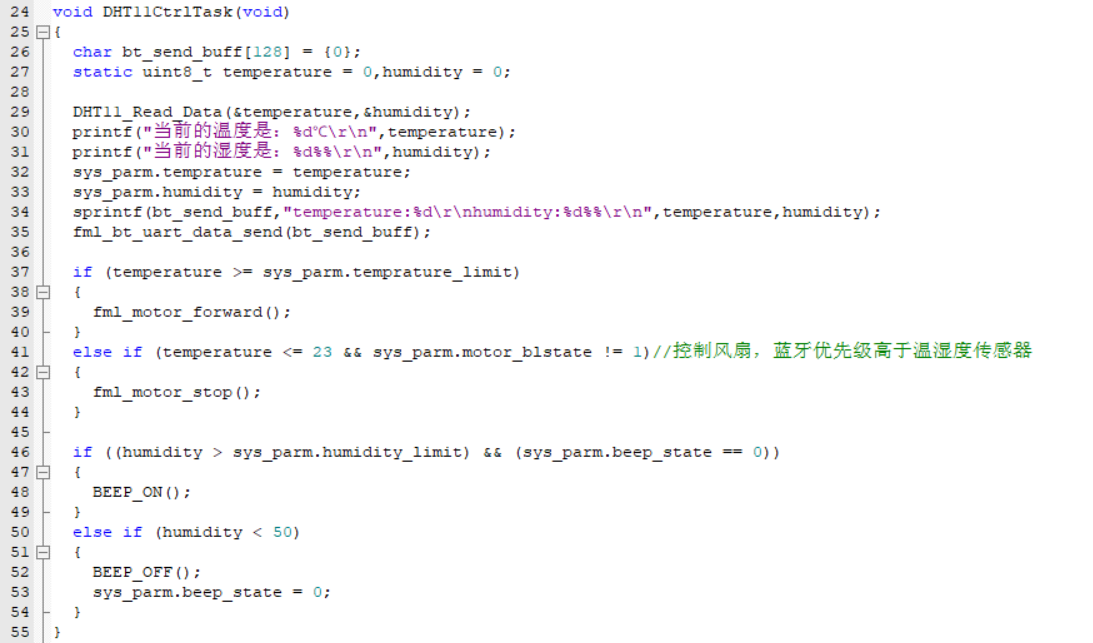 24 void DHT11CtrlTask(void)
25 {
26   char bt_send_buff[128] = {0};
27   static uint8_t temperature = 0,humidity = 0;
28
29   DHT11_Read_Data(&temperature,&humidity);
30   printf("当前的温度是: %d℃\r\n",temperature);
31   printf("当前的湿度是: %d%%\r\n",humidity);
32   sys_parm.temprature = temperature;
33   sys_parm.humidity = humidity;
34   sprintf(bt_send_buff,"temperature:%d\r\nhumidity:%d%%\r\n",temperature,humidity);
35   fml_bt_uart_data_send(bt_send_buff);
36
37   if (temperature >= sys_parm.temprature_limit)
38   {
39     fml_motor_forward();
40   }
41   else if (temperature <= 23 && sys_parm.motor_blstate != 1)//控制风扇，蓝牙优先级高于温湿度传感器
42   {
43     fml_motor_stop();
44   }
45
46   if ((humidity > sys_parm.humidity_limit) && (sys_parm.beep_state == 0))
47   {
48     BEEP_ON();
49   }
50   else if (humidity < 50)
51   {
52     BEEP_OFF();
53     sys_parm.beep_state = 0;
54   }
55 }